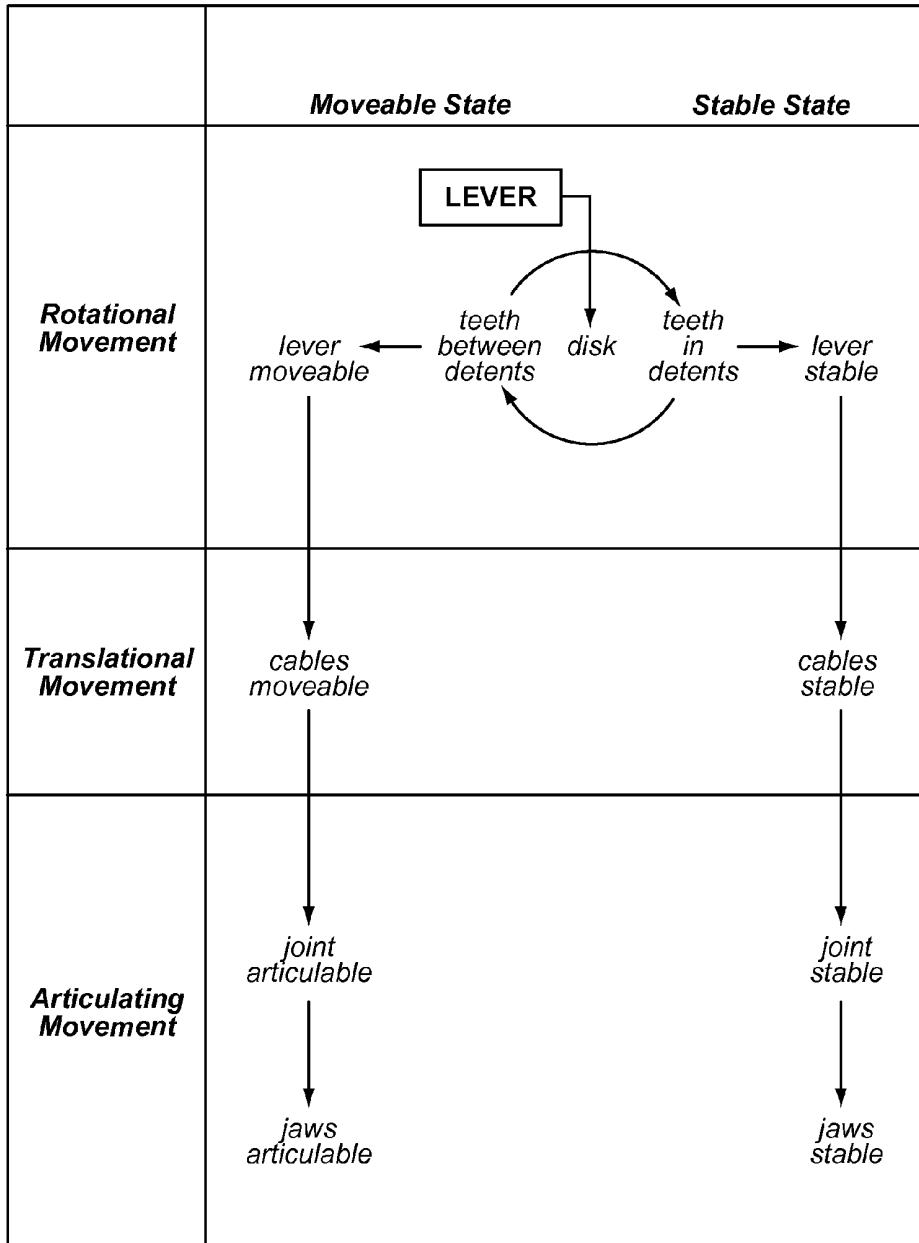 Moveable State
Stable State
LEVER
Rotational
Movement
lever
moveable
teeth
between
detents
disk
teeth
in
detents
lever
stable
Translational
Movement
cables
moveable
cables
stable
Articulating
Movement
joint
articulable
joint
stable
jaws
articulable
jaws
stable